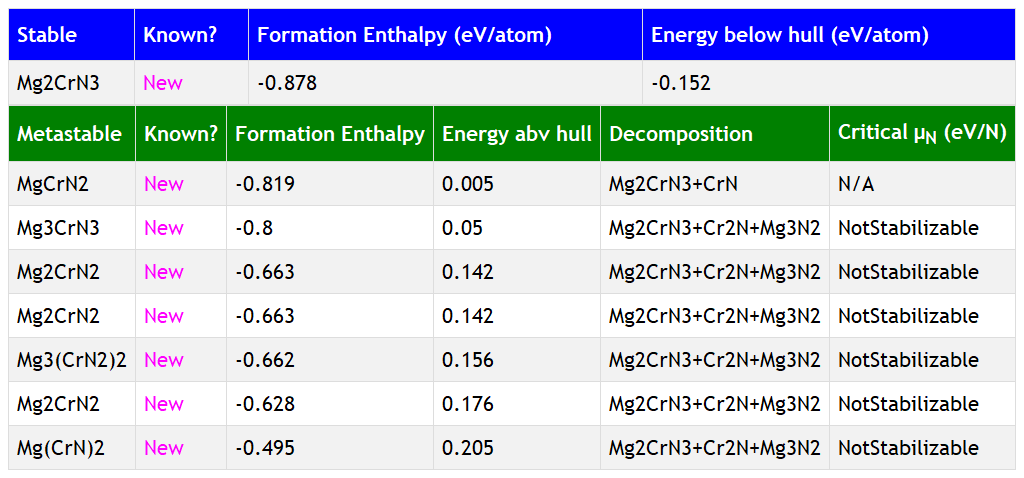 Stable Known? Formation Enthalpy (eV/atom) Energy below hull (eV/atom)
Mg2CrN3 New -0.878 -0.152
Metastable Known? Formation Enthalpy Energy abv hull Decomposition Critical μN (eV/N)
MgCrN2 New -0.819 0.005 Mg2CrN3+CrN N/A
Mg3CrN3 New -0.8 0.05 Mg2CrN3+Cr2N+Mg3N2 NotStabilizable
Mg2CrN2 New -0.663 0.142 Mg2CrN3+Cr2N+Mg3N2 NotStabilizable
Mg2CrN2 New -0.663 0.142 Mg2CrN3+Cr2N+Mg3N2 NotStabilizable
Mg3(CrN2)2 New -0.662 0.156 Mg2CrN3+Cr2N+Mg3N2 NotStabilizable
Mg2CrN2 New -0.628 0.176 Mg2CrN3+Cr2N+Mg3N2 NotStabilizable
Mg(CrN)2 New -0.495 0.205 Mg2CrN3+Cr2N+Mg3N2 NotStabilizable